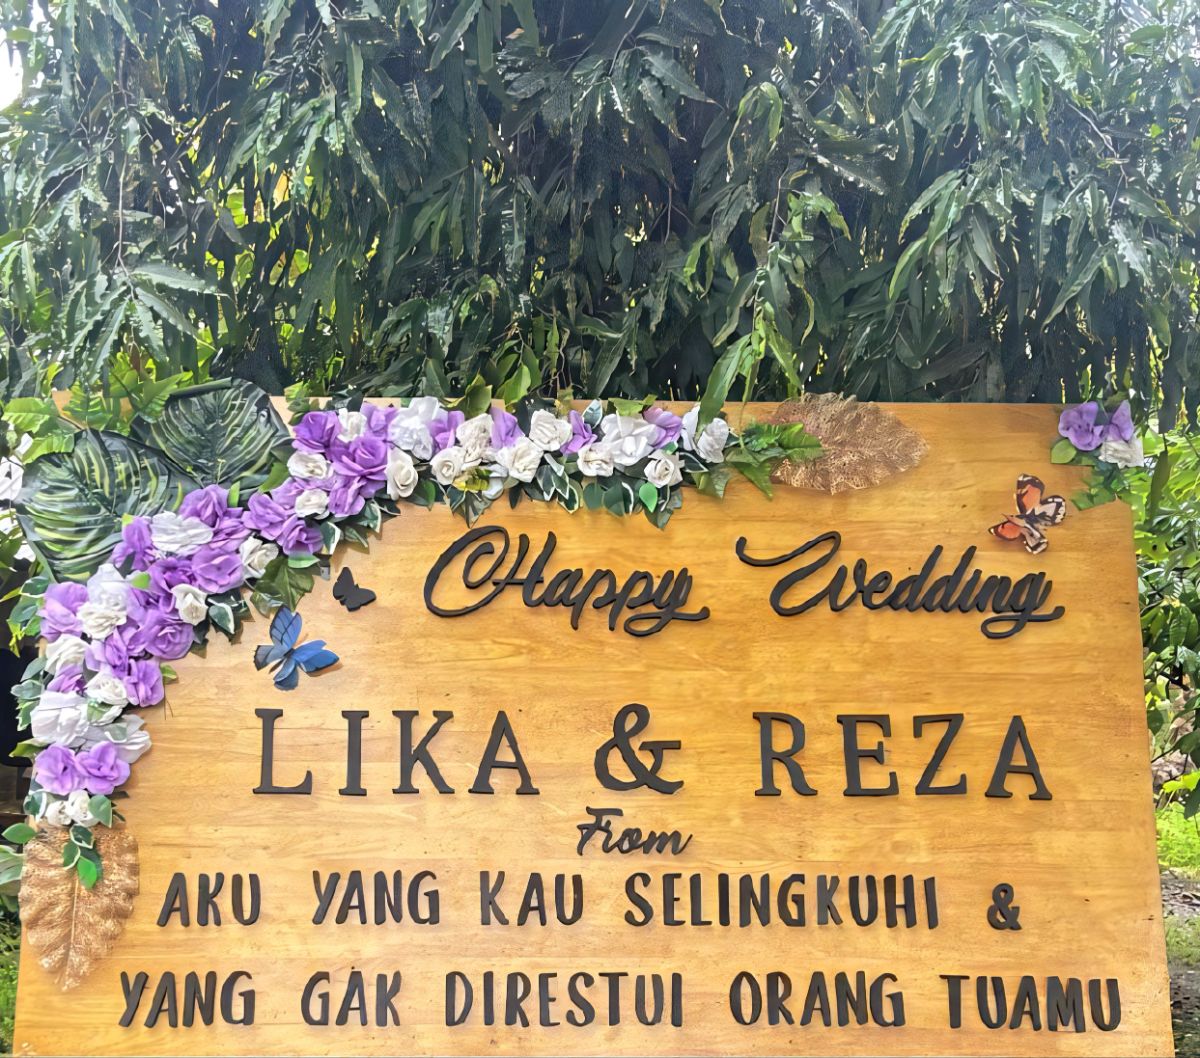 Happy Wedding
LIKA & REZA
From
AKU YANG KAU SELINGKUHI &
YANG GAK DIRESTUI ORANG TUAMU